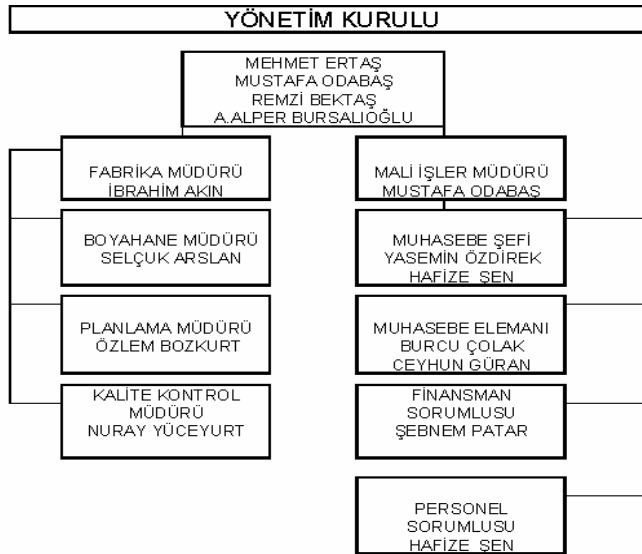 YÖNETİM KURULU
MEHMET ERTAŞ
MUSTAFA ODABAŞ
REMZİ BEKTAŞ
A.ALPER BURSALIOĞLU
FABRİKA MÜDÜRÜ
İBRAHİM AKIN
BOYAHANE MÜDÜRÜ
SELÇUK ARSLAN
PLANLAMA MÜDÜRÜ
ÖZLEM BOZKURT
KALİTE KONTROL
MÜDÜRÜ
NURAY YÜCEYURT
MALİ İŞLER MÜDÜRÜ
MUSTAFA ODABAŞ
MUHASEBE ŞEFİ
YASEMİN ÖZDİREK
HAFİZE ŞEN
MUHASEBE ELEMANI
BURCU ÇOLAK
CEYHUN GÜRAN
FİNANSMAN
SORUMLUSU
ŞEBNEM PATAR
PERSONEL
SORUMLUSU
HAFİZE ŞEN